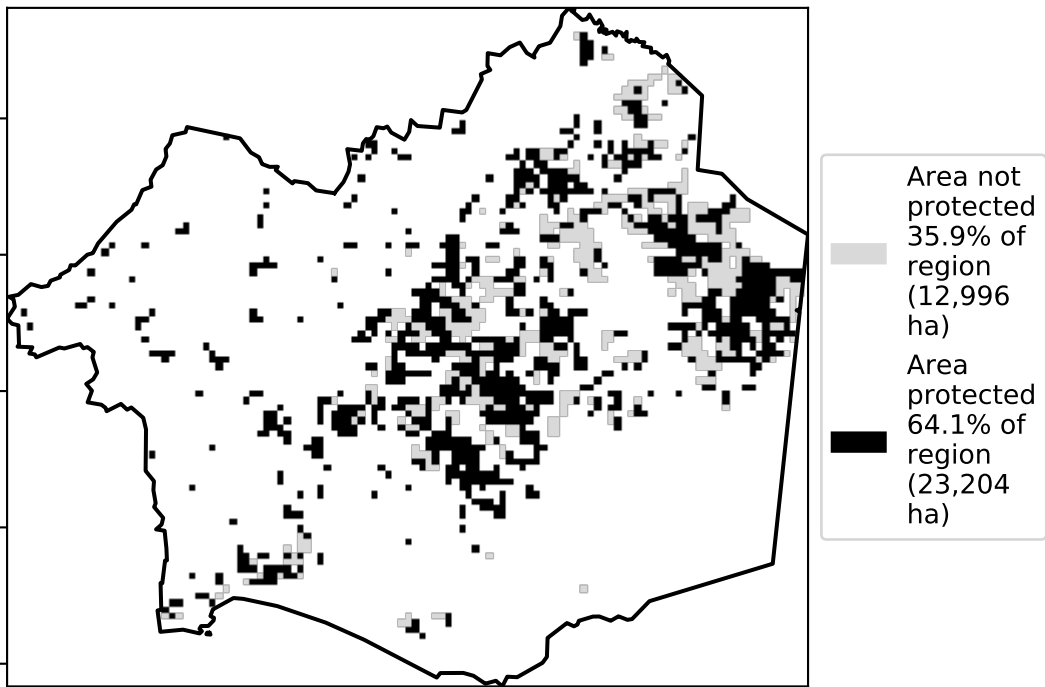 Area not
protected
35.9% of
region
(12,996
ha)
Area
protected
64.1% of
region
(23,204
ha)